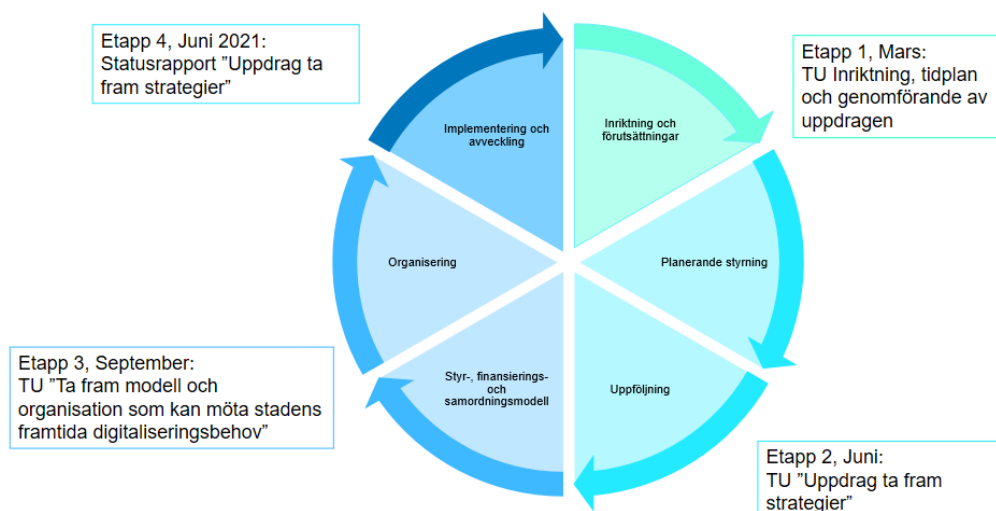 Etapp 4, Juni 2021:
Statusrapport ”Uppdrag ta
fram strategier”
Etapp 1, Mars:
TU Inriktning, tidplan
och genomförande av
uppdragen
Implementering och
avveckling
Inriktning och
förutsättningar
Organisering
Planerande styrning
Etapp 3, September:
TU ”Ta fram modell och
organisation som kan möta stadens
framtida digitaliseringsbehov”
Styr-, finansierings-
och
samordningsmodell
Uppföljning
Etapp 2, Juni:
TU ”Uppdrag ta fram
strategier”